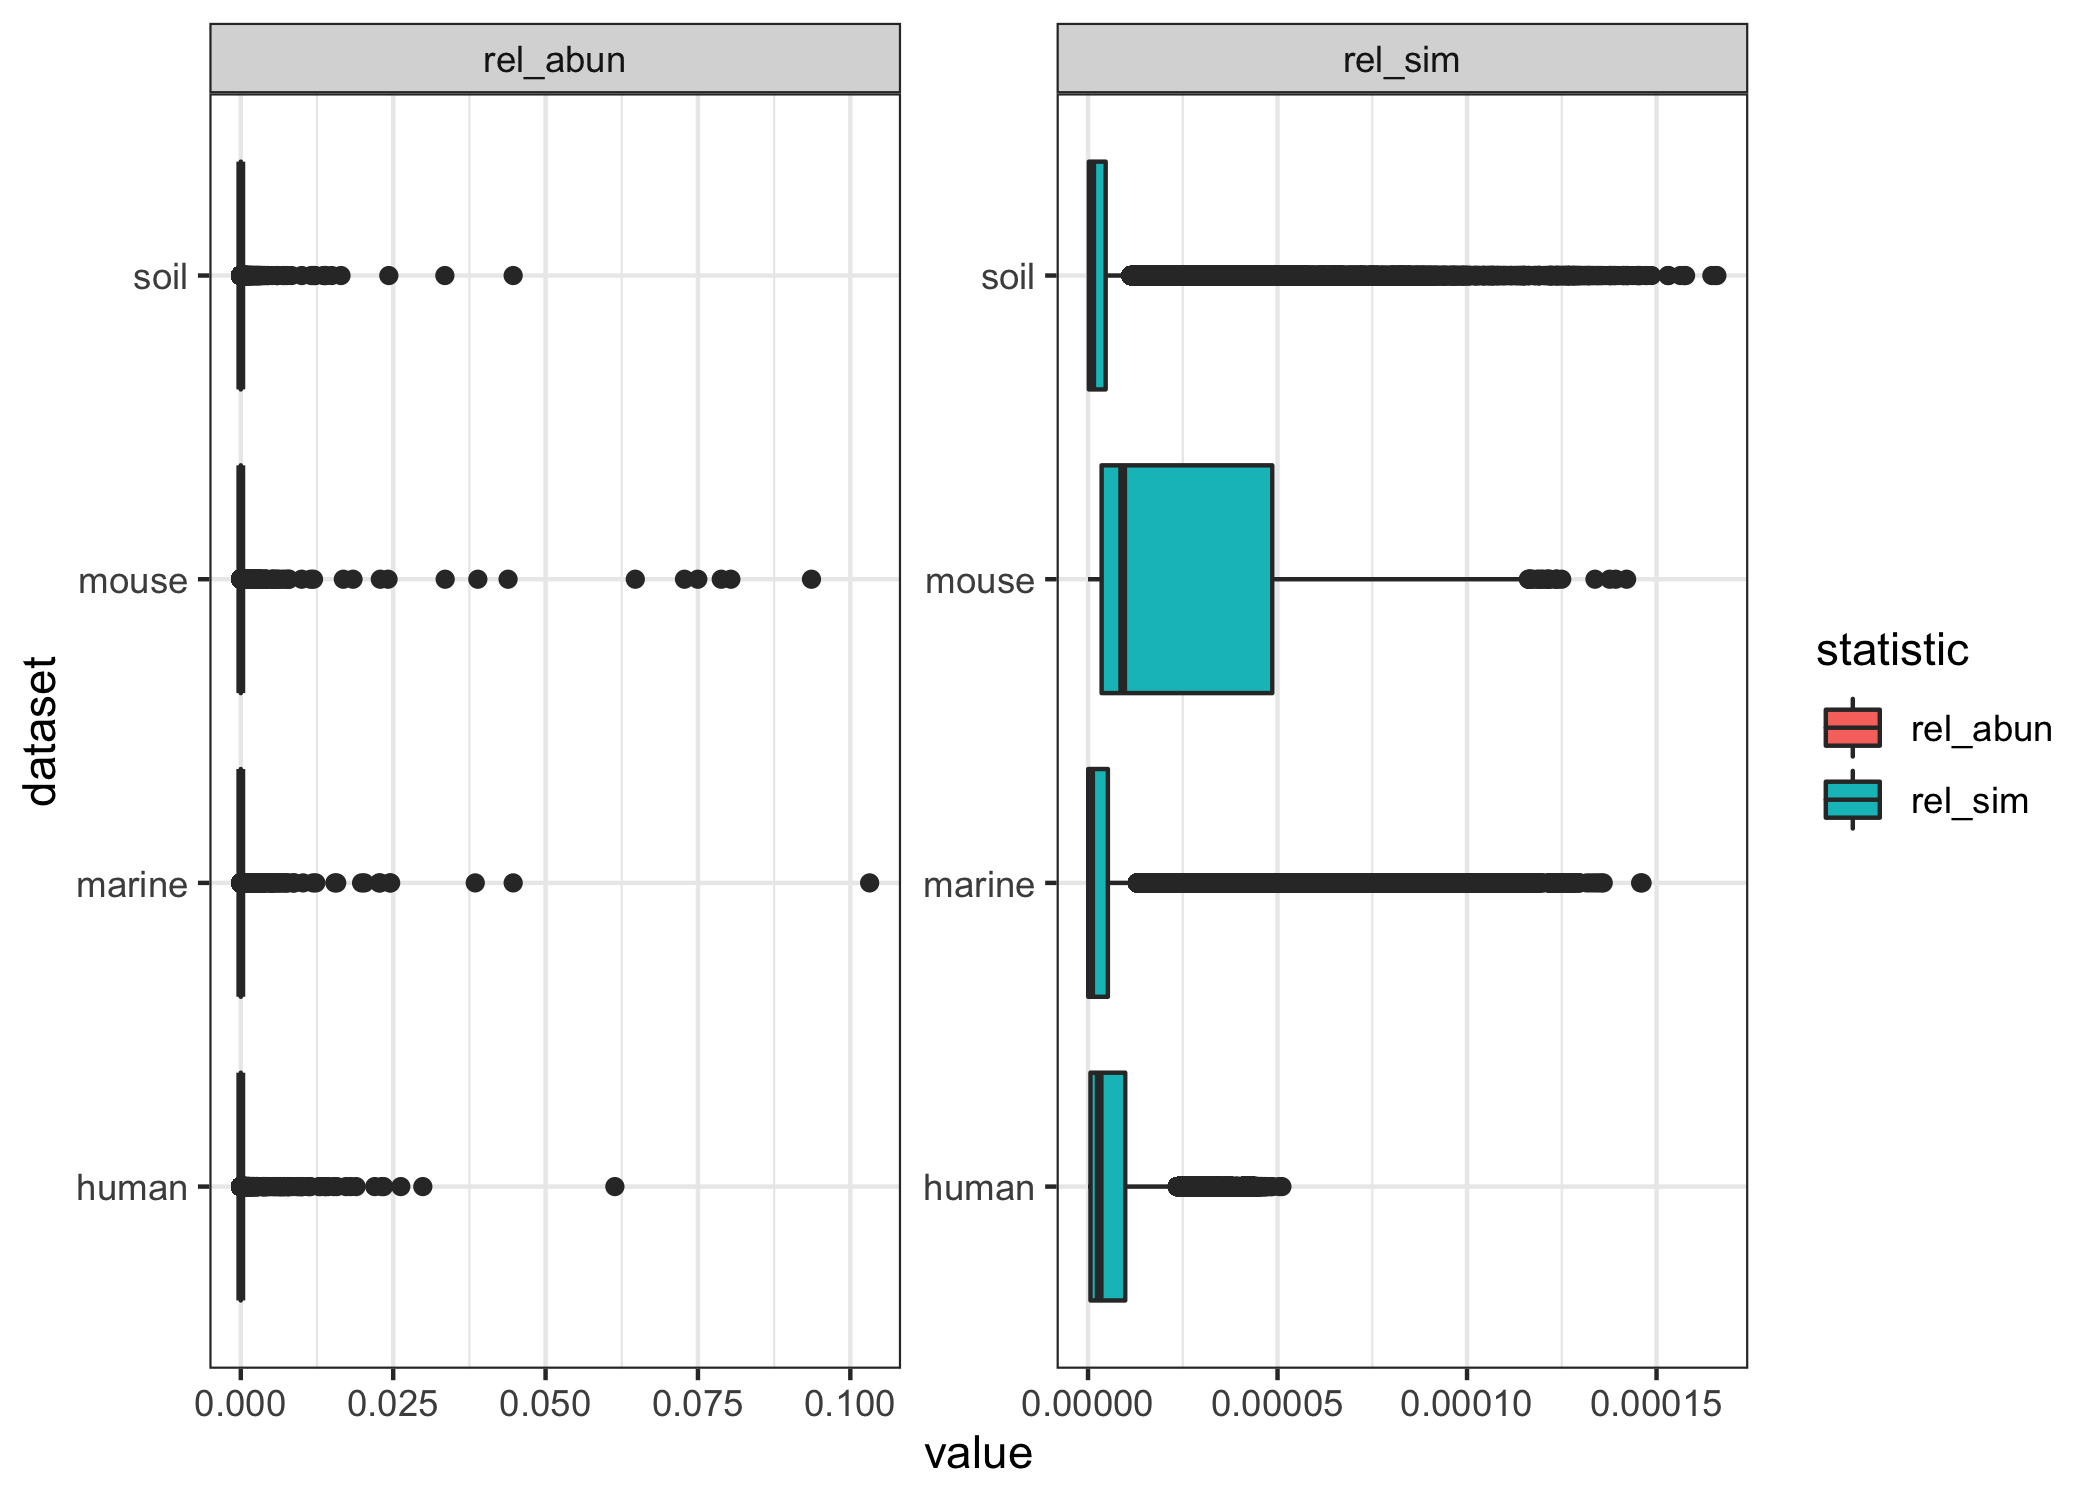 rel_abun
rel_sim
soil
mouse
marine
human
soil
mouse
marine
human
dataset
0.000 0.025 0.050 0.075 0.100
0.00000 0.00005 0.00010 0.00015
value
statistic
rel_abun
rel_sim